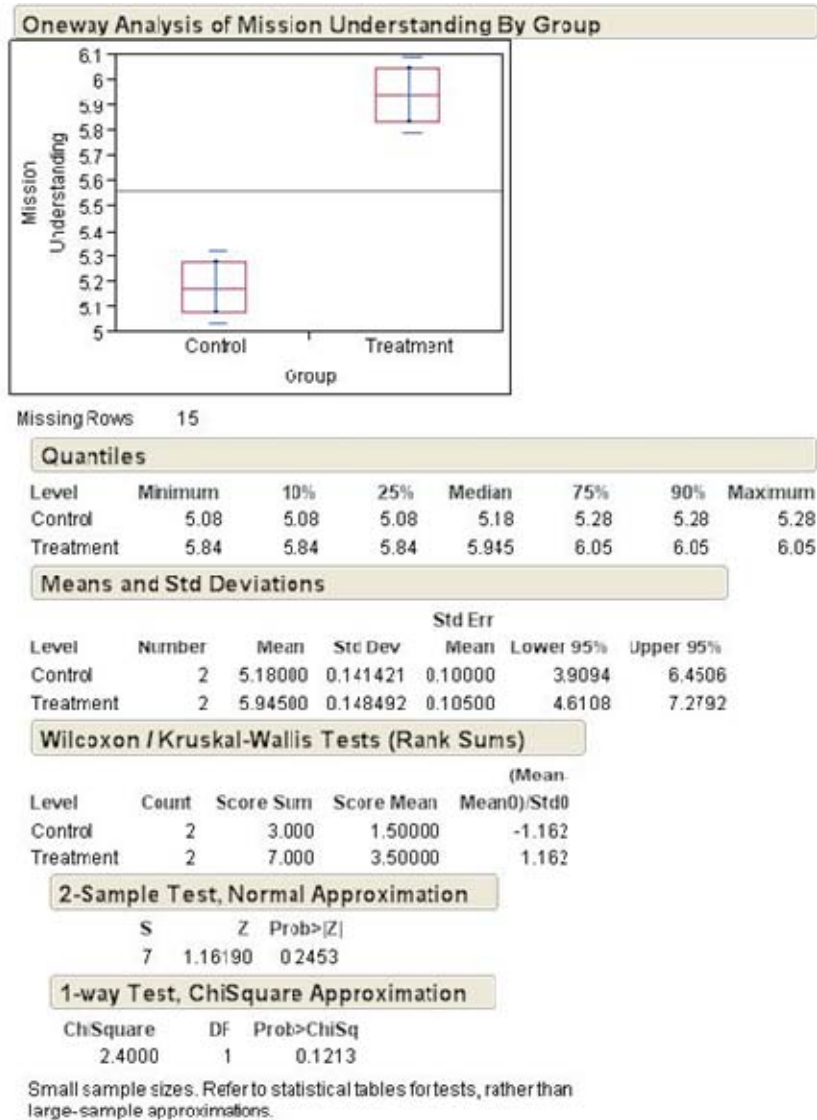 Oneway Analysis of Mission Understanding By Group
6.1
6
5.9
5.8
5.7
5.6
5.5
5.4
5.3
5.2
5.1
5
Mission
Understanding
Control Treatment
Group
Missing Rows 15
Quantiles
Level Minimum 10% 25% Median 75% 90% Maximum
Control 5.08 5.08 5.08 5.18 5.28 5.28 5.28
Treatment 5.84 5.84 5.84 5.945 6.05 6.05 6.05
Means and Std Deviations
Std Err
Level Number Mean Std Dev Mean Lower 95% Upper 95%
Control 2 5.18000 0.141421 0.10000 3.9094 6.4506
Treatment 2 5.94500 0.148492 0.10500 4.6108 7.2792
Wilcoxon / Kruskal-Wallis Tests (Rank Sums)
(Mean-
Level Count Score Sum Score Mean Mean0)/Std0
Control 2 3.000 1.50000 -1.162
Treatment 2 7.000 3.50000 1.162
2-Sample Test, Normal Approximation
S Z Prob>|Z|
7 1.16190 0.2453
1-way Test, ChiSquare Approximation
ChiSquare DF Prob>ChiSq
2.4000 1 0.1213
Small sample sizes. Refer to statistical tables for tests, rather than
large-sample approximations.